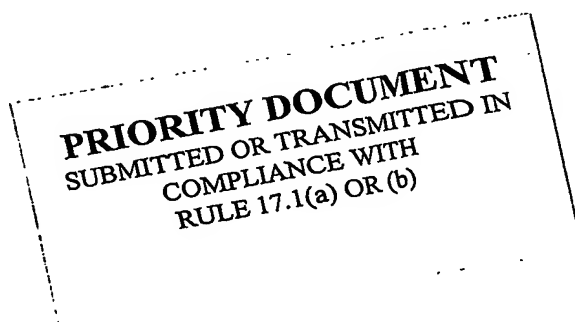 PRIORITY DOCUMENT
SUBMITTED OR TRANSMITTED IN
COMPLIANCE WITH
RULE 17.1(a) OR (b)